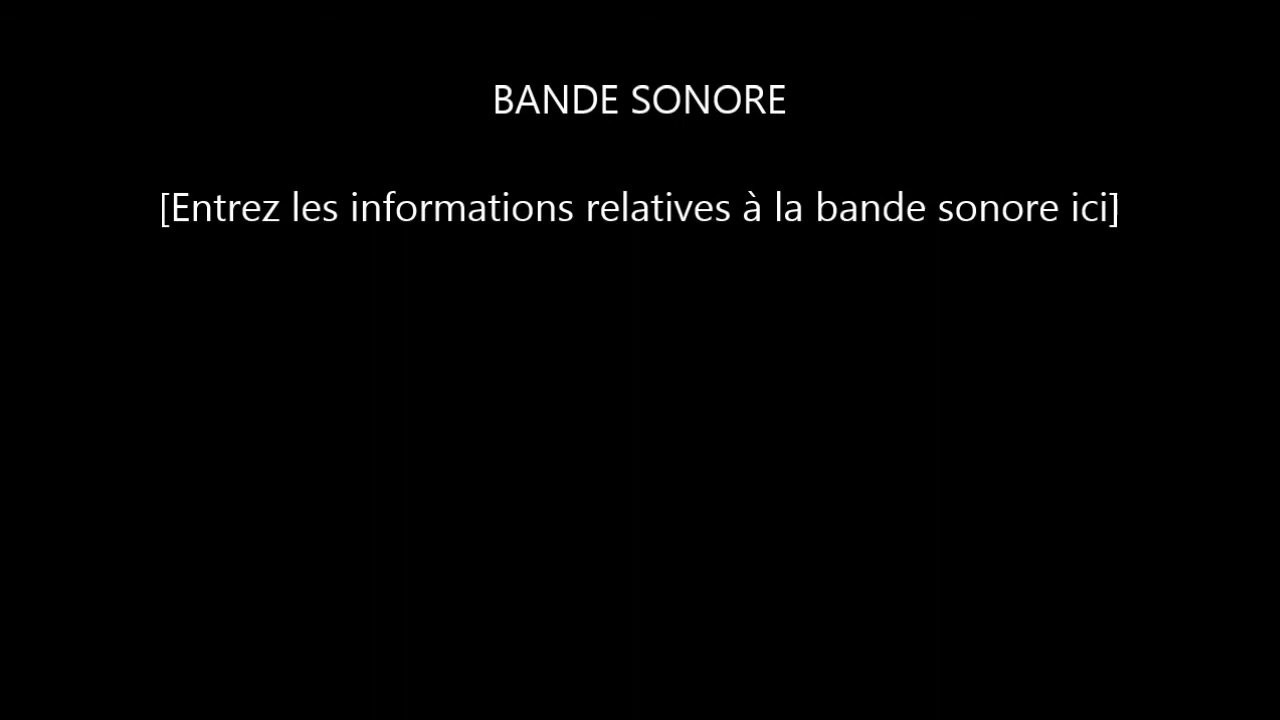 BANDE SONORE
[Entrez les informations relatives à la bande sonore ici]